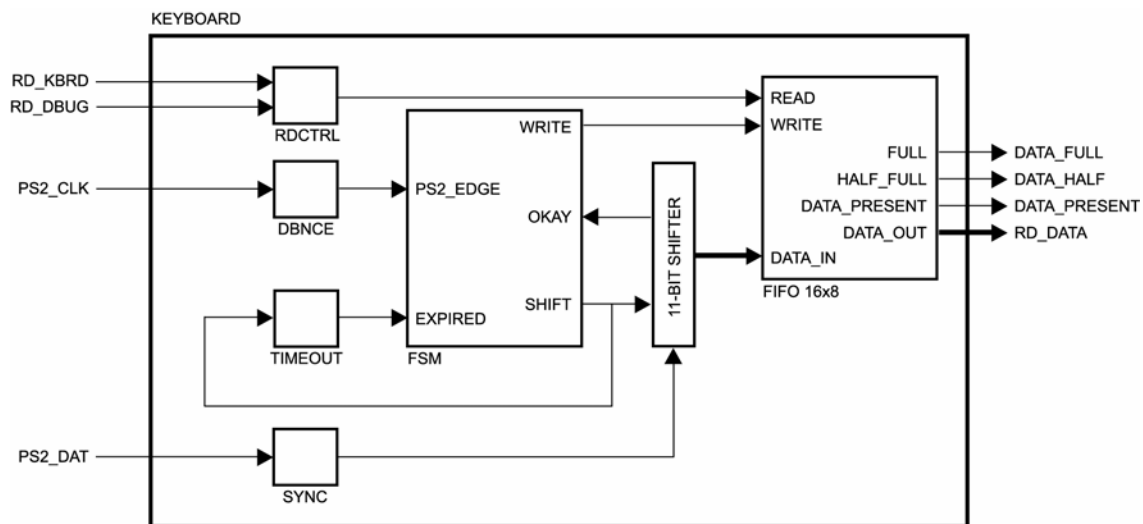 KEYBOARD
RD_KBRD
RD_DBUG
RDCTRL
PS2_CLK
DBNCE
TIMEOUT
PS2_DAT
SYNC
WRITE
PS2_EDGE
OKAY
SHIFT
EXPIRED
FSM
11-BIT SHIFTER
READ
WRITE
FULL
HALF_FULL
DATA_PRESENT
DATA_OUT
DATA_IN
FIFO 16x8
DATA_FULL
DATA_HALF
DATA_PRESENT
RD_DATA